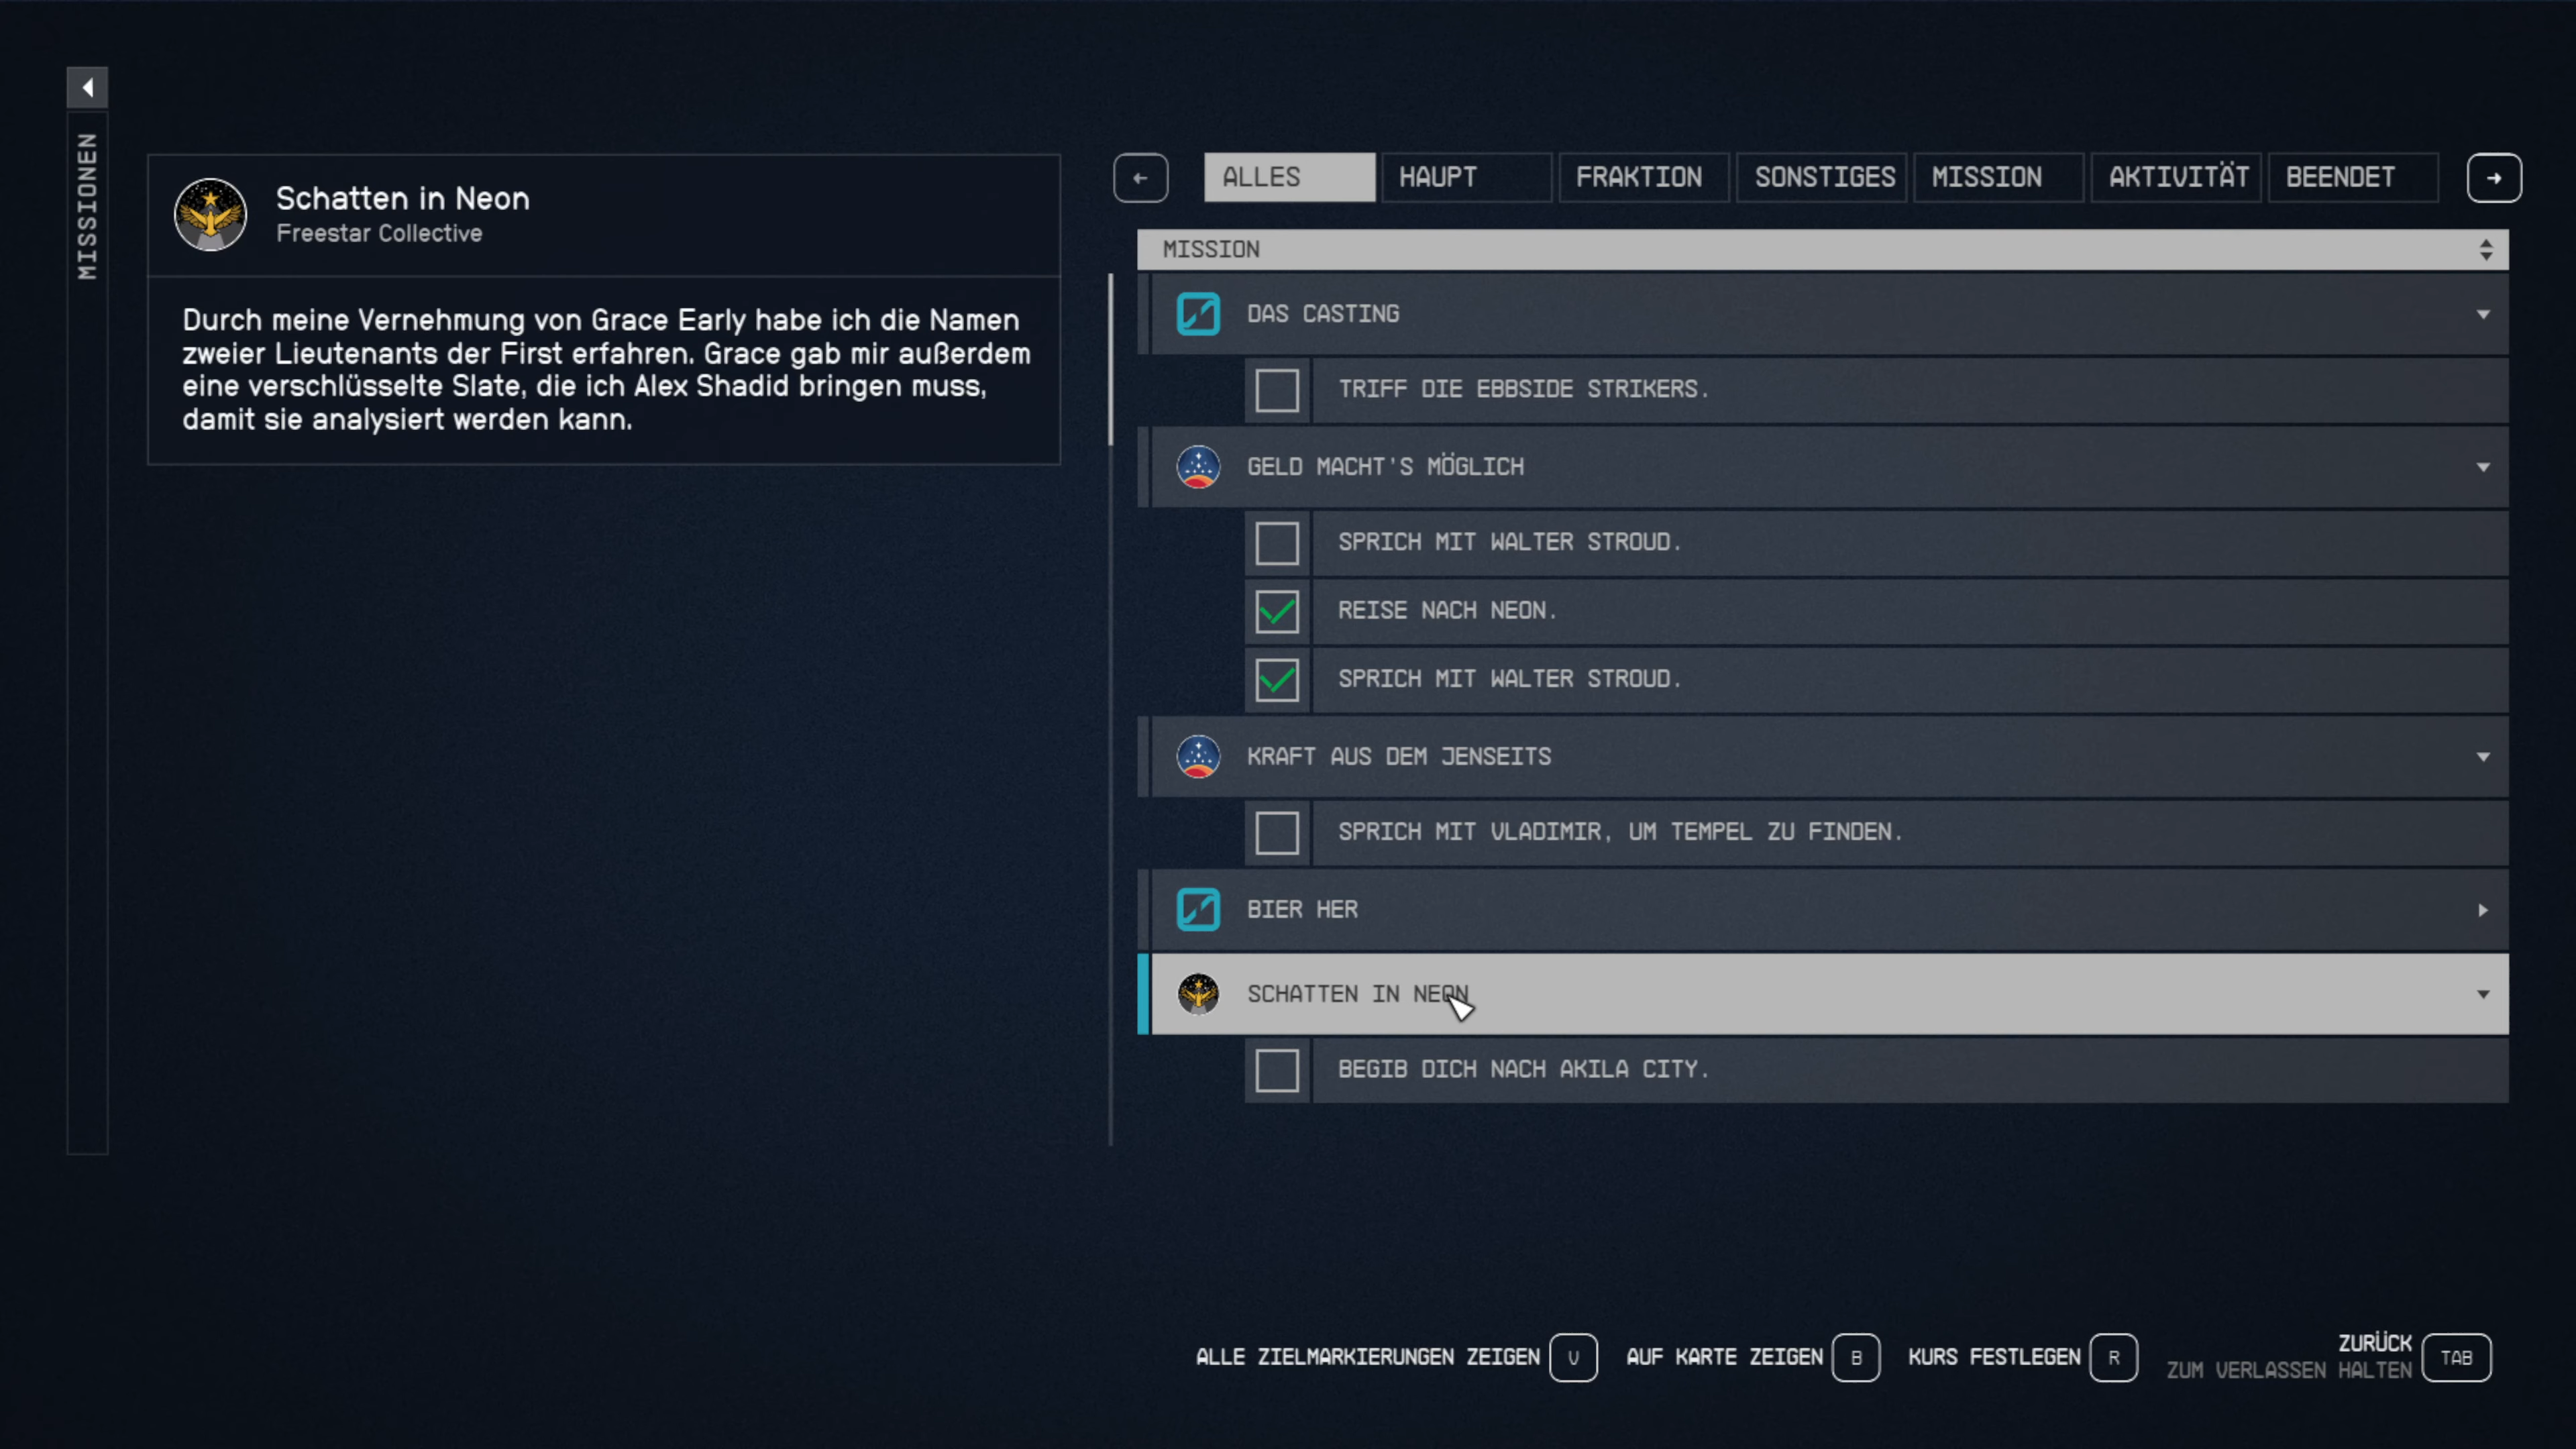 MISSIONEN
Schatten in Neon
Freestar Collective
Durch meine Vernehmung von Grace Early habe ich die Namen
zweier Lieutenants der First erfahren. Grace gab mir außerdem
eine verschlüsselte Slate, die ich Alex Shadid bringen muss,
damit sie analysiert werden kann.
ALLES HAUPT FRAKTION SONSTIGES MISSION AKTIVITÄT BEENDET
MISSION
DAS CASTING
TRIFF DIE EBBSIDE STRIKERS.
GELD MACHT'S MÖGLICH
SPRICH MIT WALTER STROUD.
REISE NACH NEON.
SPRICH MIT WALTER STROUD.
KRAFT AUS DEM JENSEITS
SPRICH MIT VLADIMIR, UM TEMPEL ZU FINDEN.
BIER HER
SCHATTEN IN NEON
BEGIB DICH NACH AKILA CITY.
ALLE ZIELMARKIERUNGEN ZEIGEN V AUF KARTE ZEIGEN B KURS FESTLEGEN R ZURÜCK TAB
ZUM VERLASSEN HALTEN